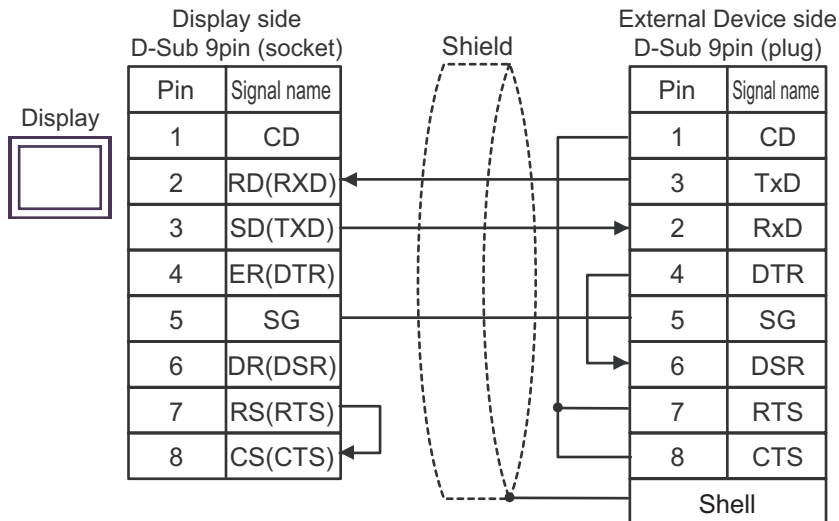 Display side
D-Sub 9pin (socket)
Shield
External Device side
D-Sub 9pin (plug)
Display
Pin Signal name
1 CD
2 RD(RXD)
3 SD(TXD)
4 ER(DTR)
5 SG
6 DR(DSR)
7 RS(RTS)
8 CS(CTS)
Pin Signal name
1 CD
3 TxD
2 RxD
4 DTR
5 SG
6 DSR
7 RTS
8 CTS
Shell